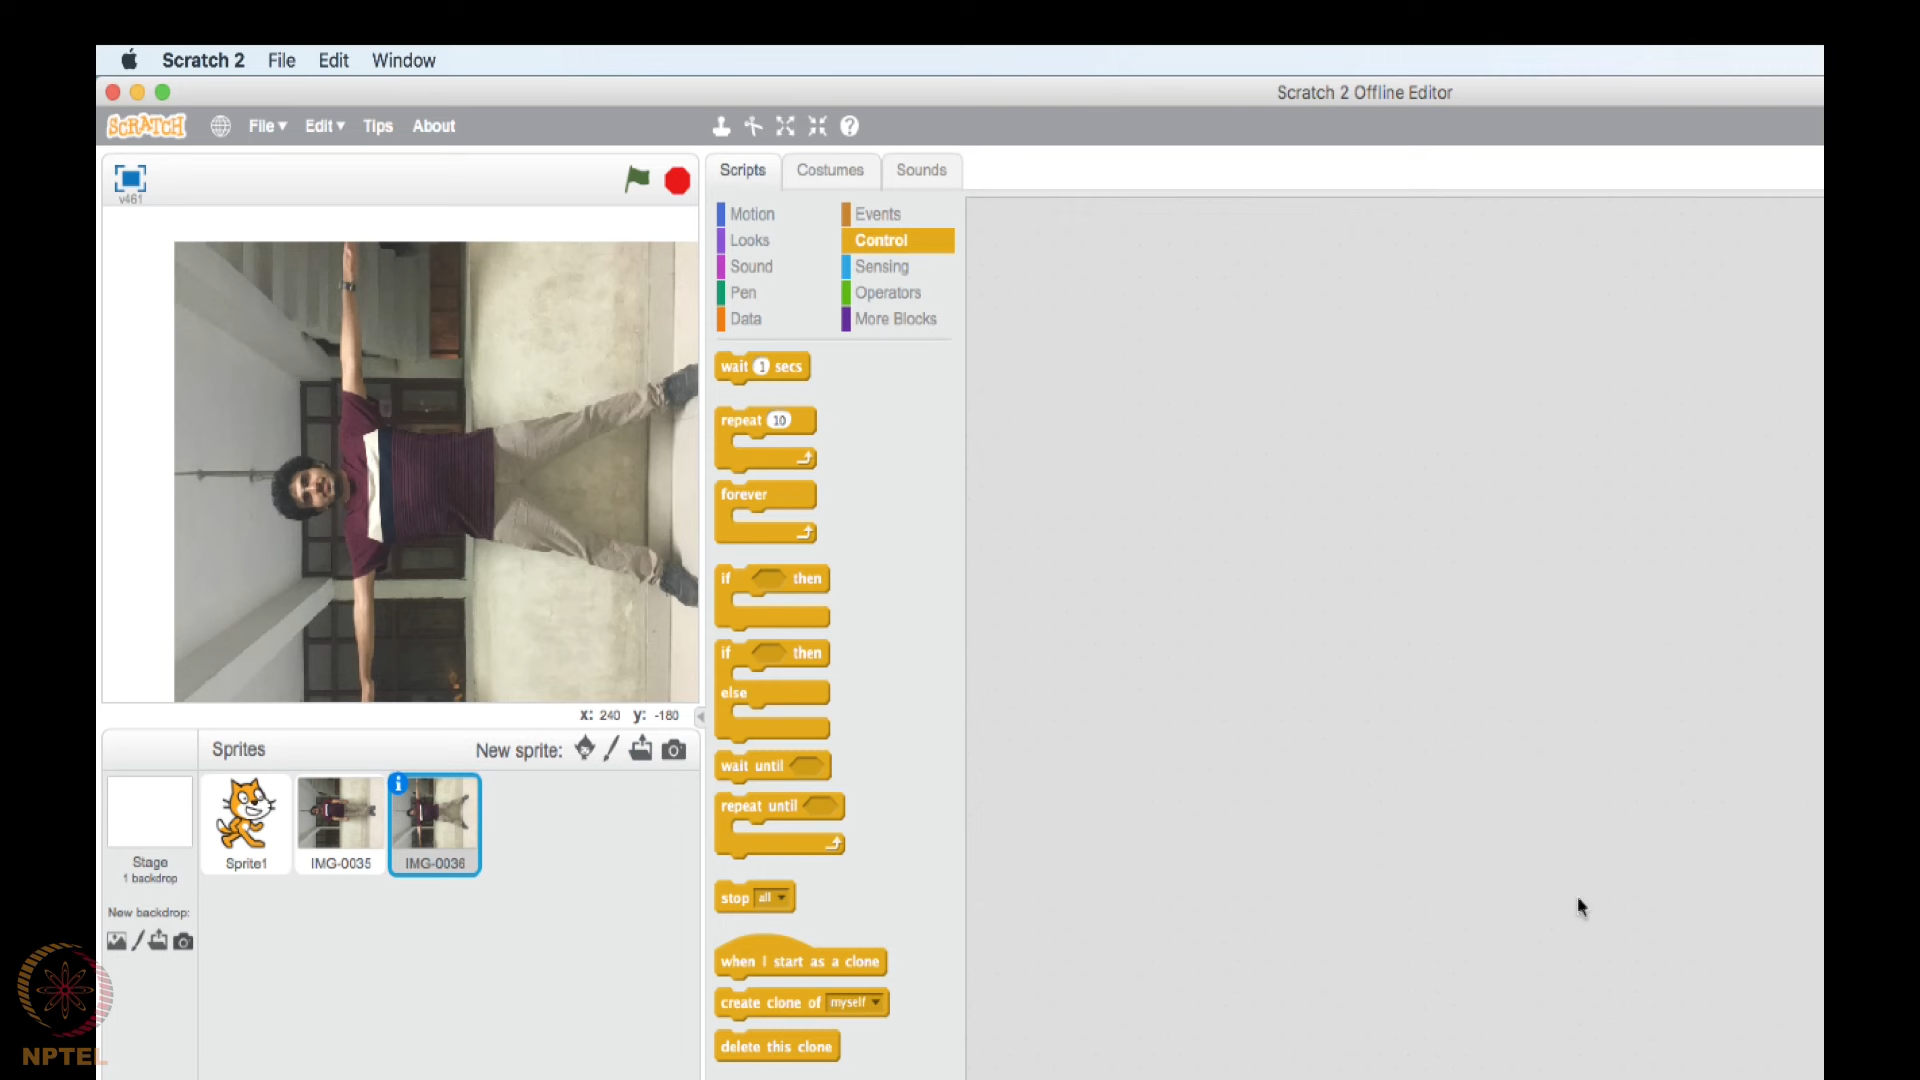 Scratch 2 File Edit Window
Scratch 2 Offline Editor
SCRATCH File Edit Tips About
v461
Scripts Costumes Sounds
Motion Events
Looks Control
Sound Sensing
Pen Operators
Data More Blocks
wait 1 secs
repeat 10
forever
if then
if then
else
wait until
repeat until
stop all
when I start as a clone
create clone of myself
delete this clone
x: 240 y: -180
Sprites New sprite:
i
Sprite1 IMG-0035 IMG-0036
Stage
1 backdrop
New backdrop:
NPTEL